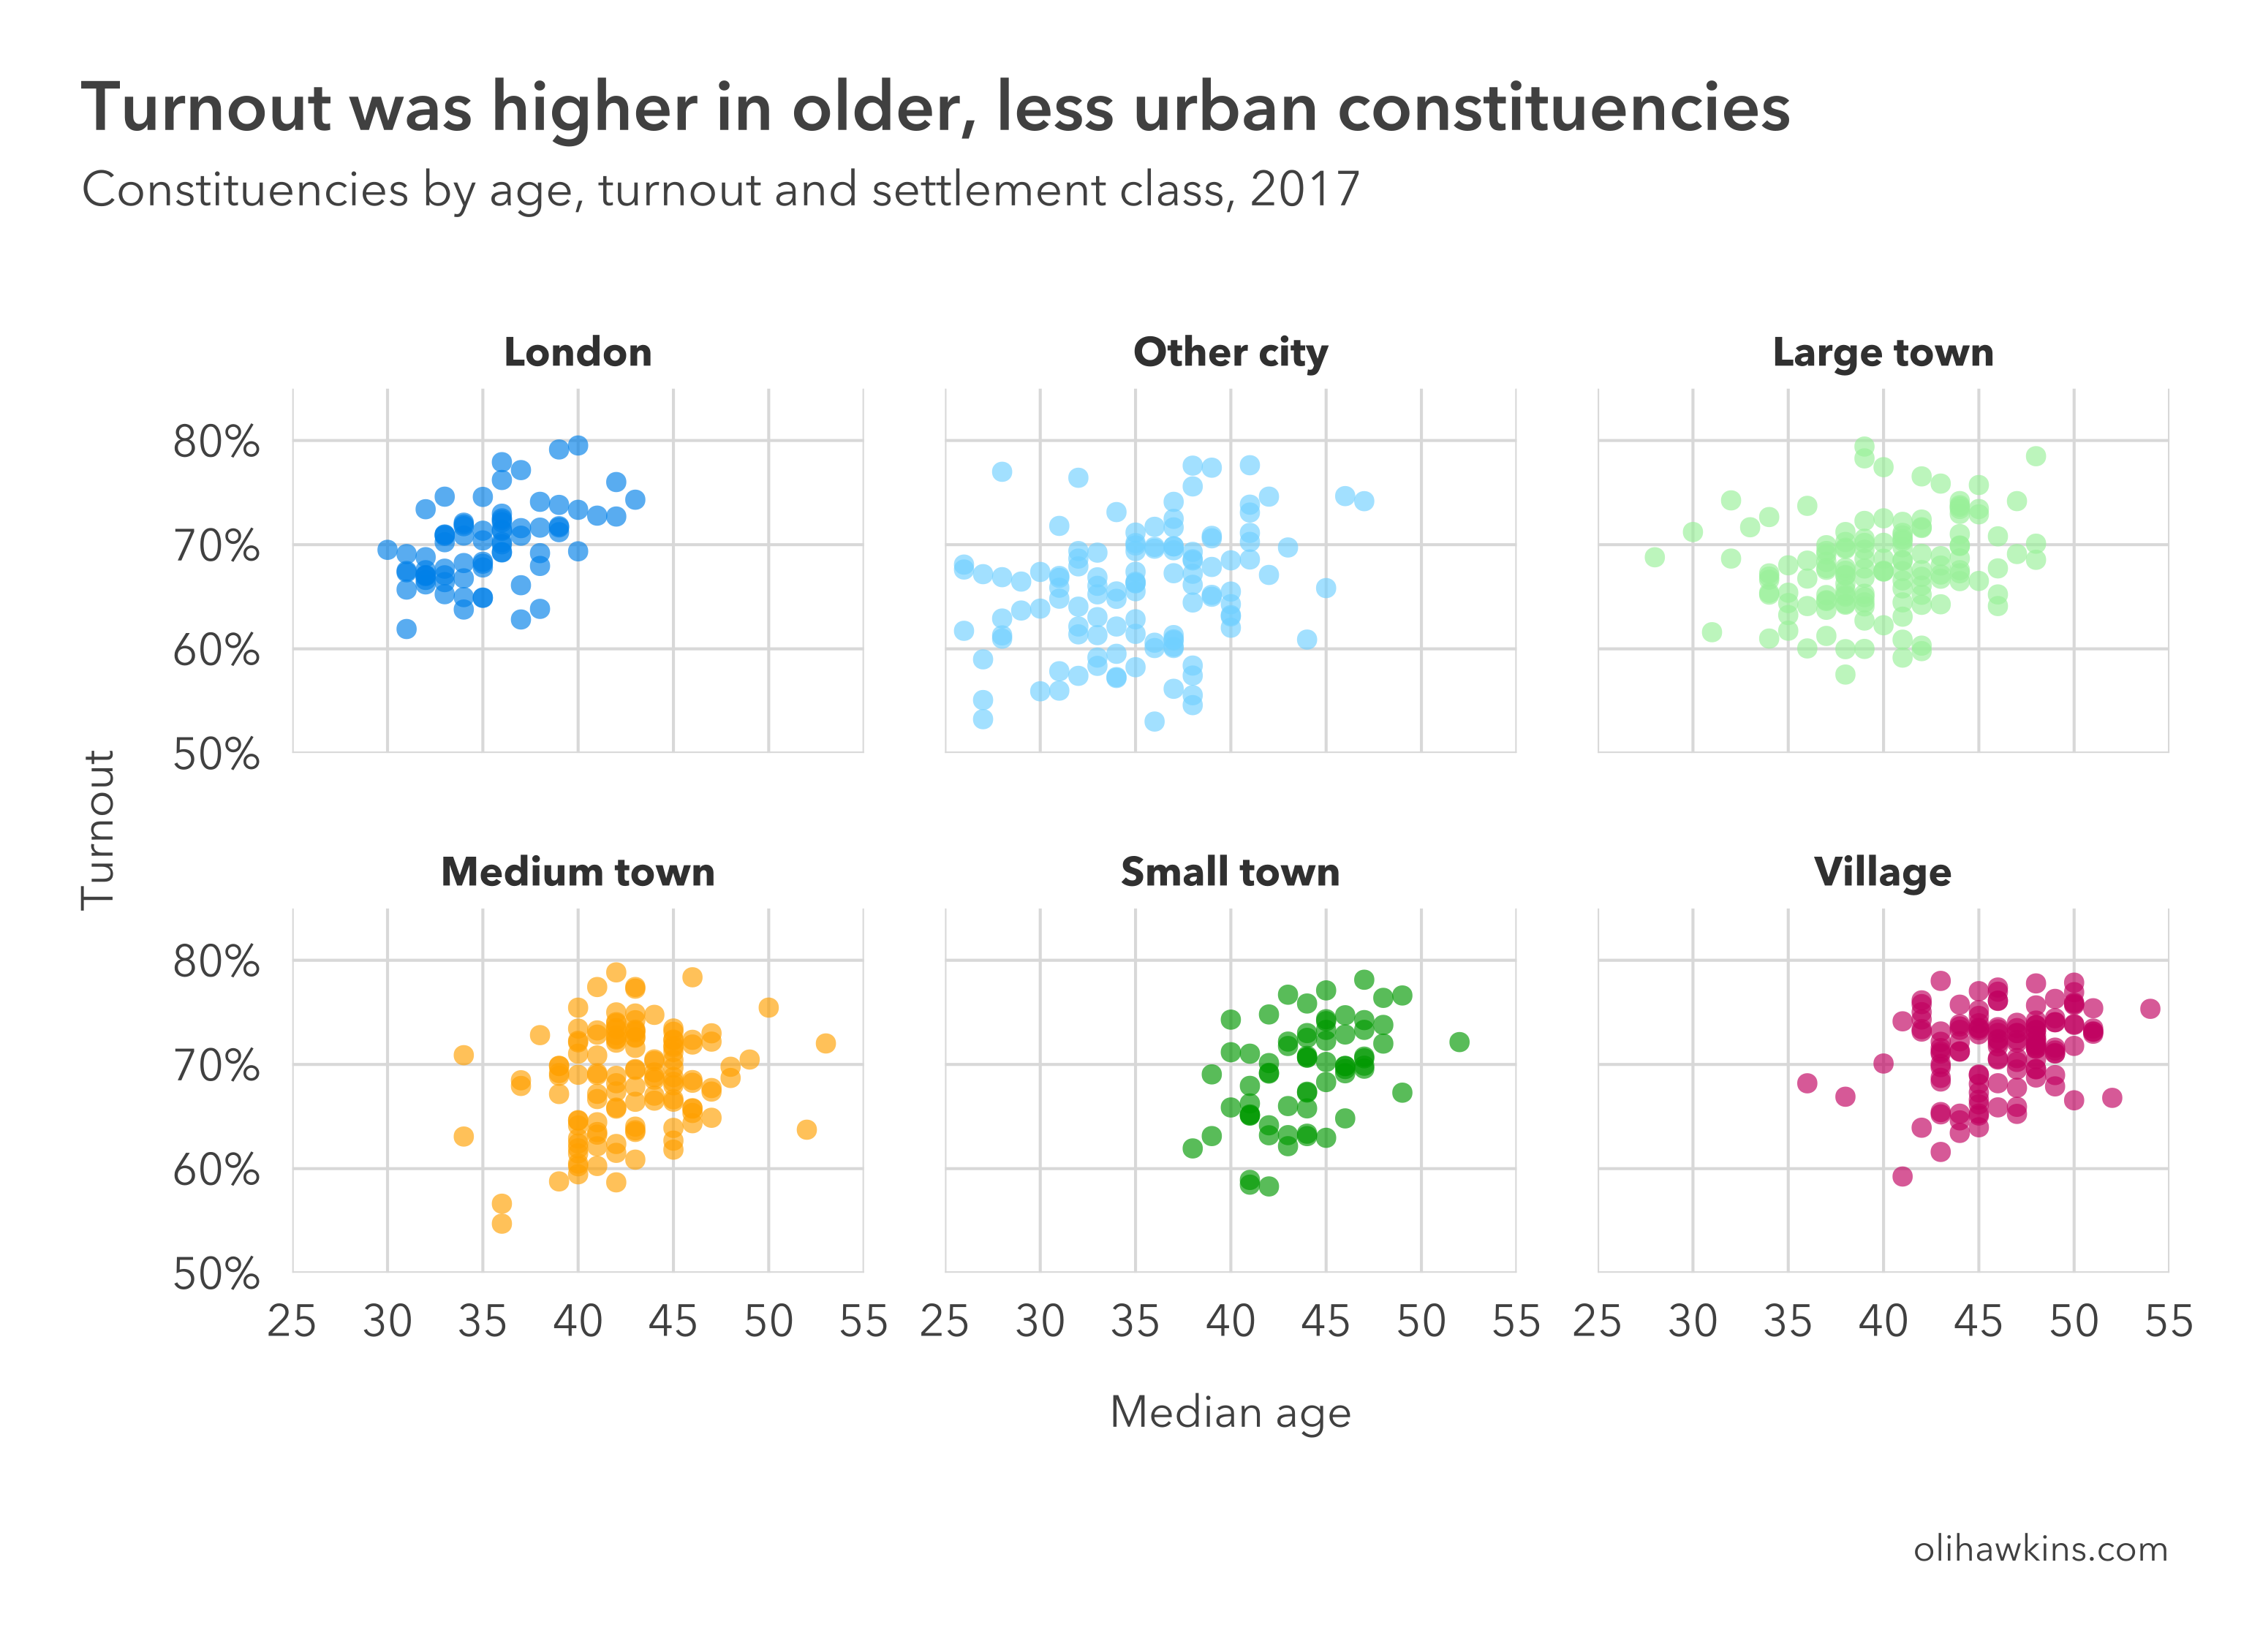 Turnout was higher in older, less urban constituencies
Constituencies by age, turnout and settlement class, 2017
London
Other city
Large town
80%
70%
60%
50%
Turnout
Medium town
Small town
Village
80%
70%
60%
50%
25 30 35 40 45 50 55 25 30 35 40 45 50 55 25 30 35 40 45 50 55
Median age
olihawkins.com